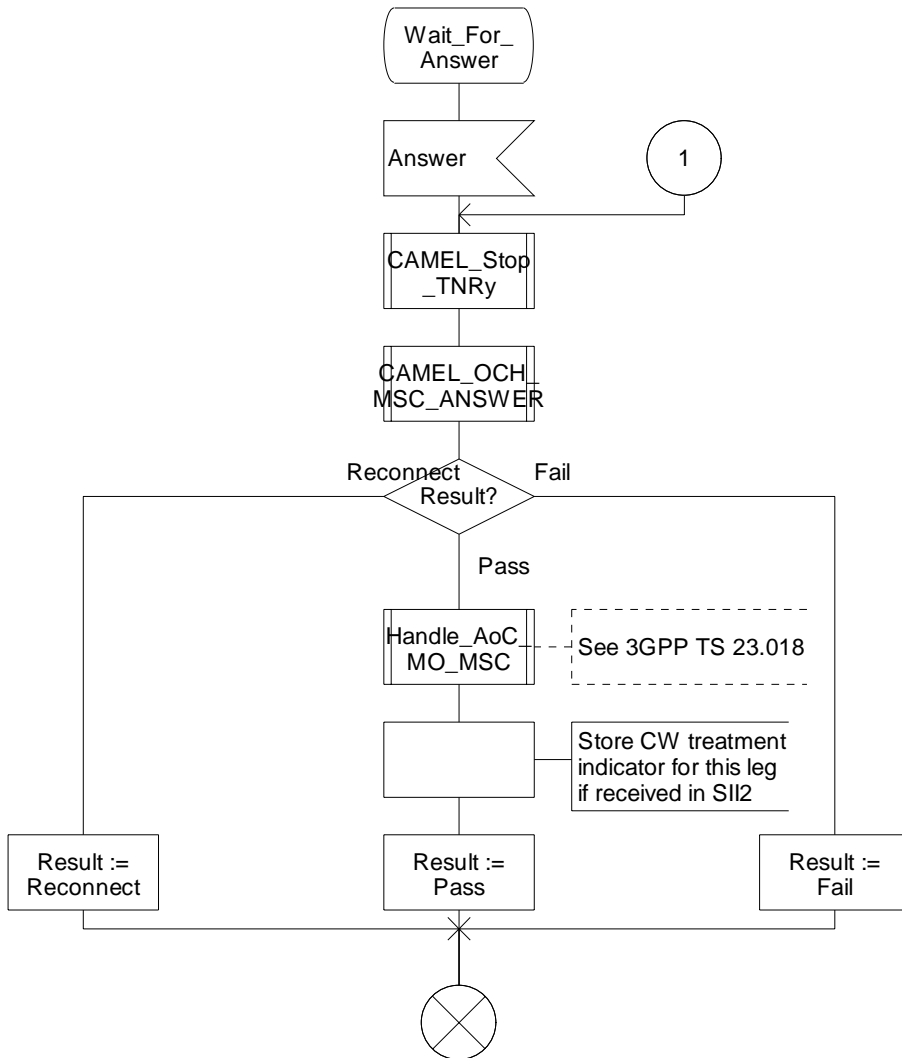 Wait_For_
Answer
Answer
1
CAMEL_Stop
_TNRy
CAMEL_OCH_
MSC_ANSWER
Reconnect
Fail
Result?
Pass
Handle_AoC_
MO_MSC
See 3GPP TS 23.018
Store CW treatment
indicator for this leg
if received in SII2
Result :=
Reconnect
Result :=
Pass
Result :=
Fail